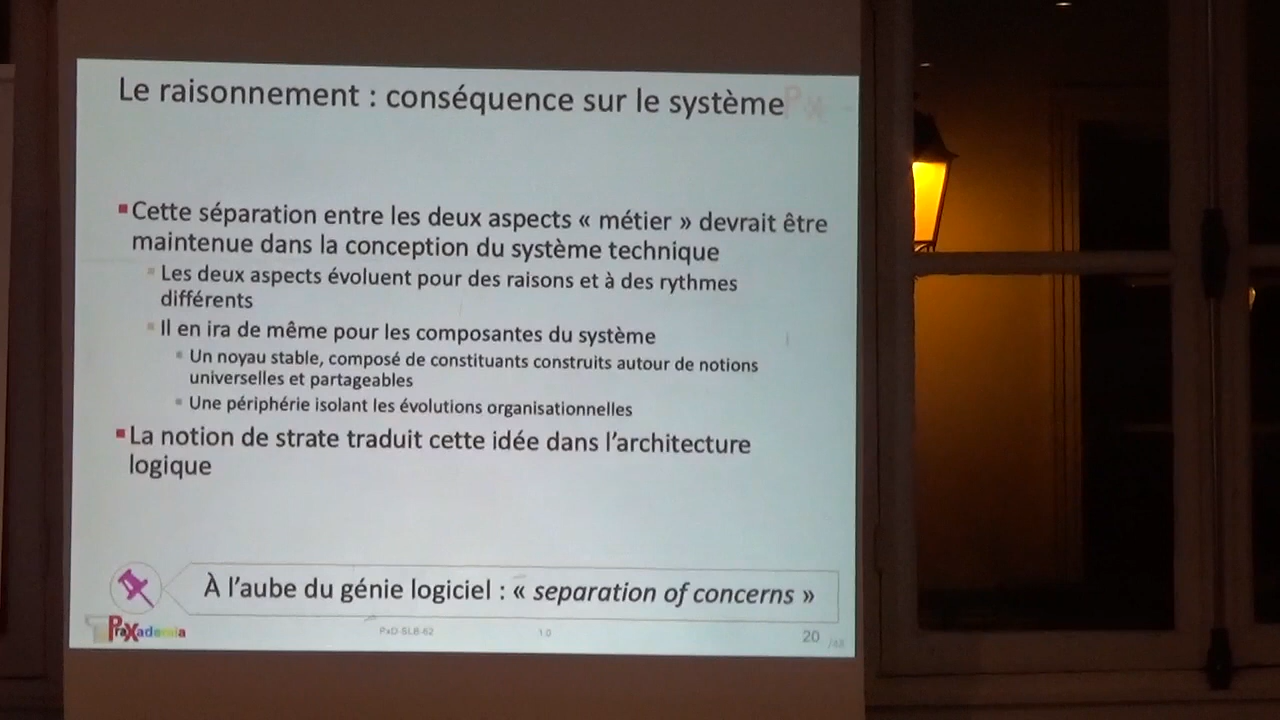 Le raisonnement : conséquence sur le système
Cette séparation entre les deux aspects « métier » devrait être
maintenue dans la conception du système technique
Les deux aspects évoluent pour des raisons et à des rythmes
différents
Il en ira de même pour les composantes du système
Un noyau stable, composé de constituants construits autour de notions
universelles et partageables
Une périphérie isolant les évolutions organisationnelles
La notion de strate traduit cette idée dans l'architecture
logique
À l'aube du génie logiciel : « separation of concerns »
PraXademia
PxD-SLB-62
1.0
20